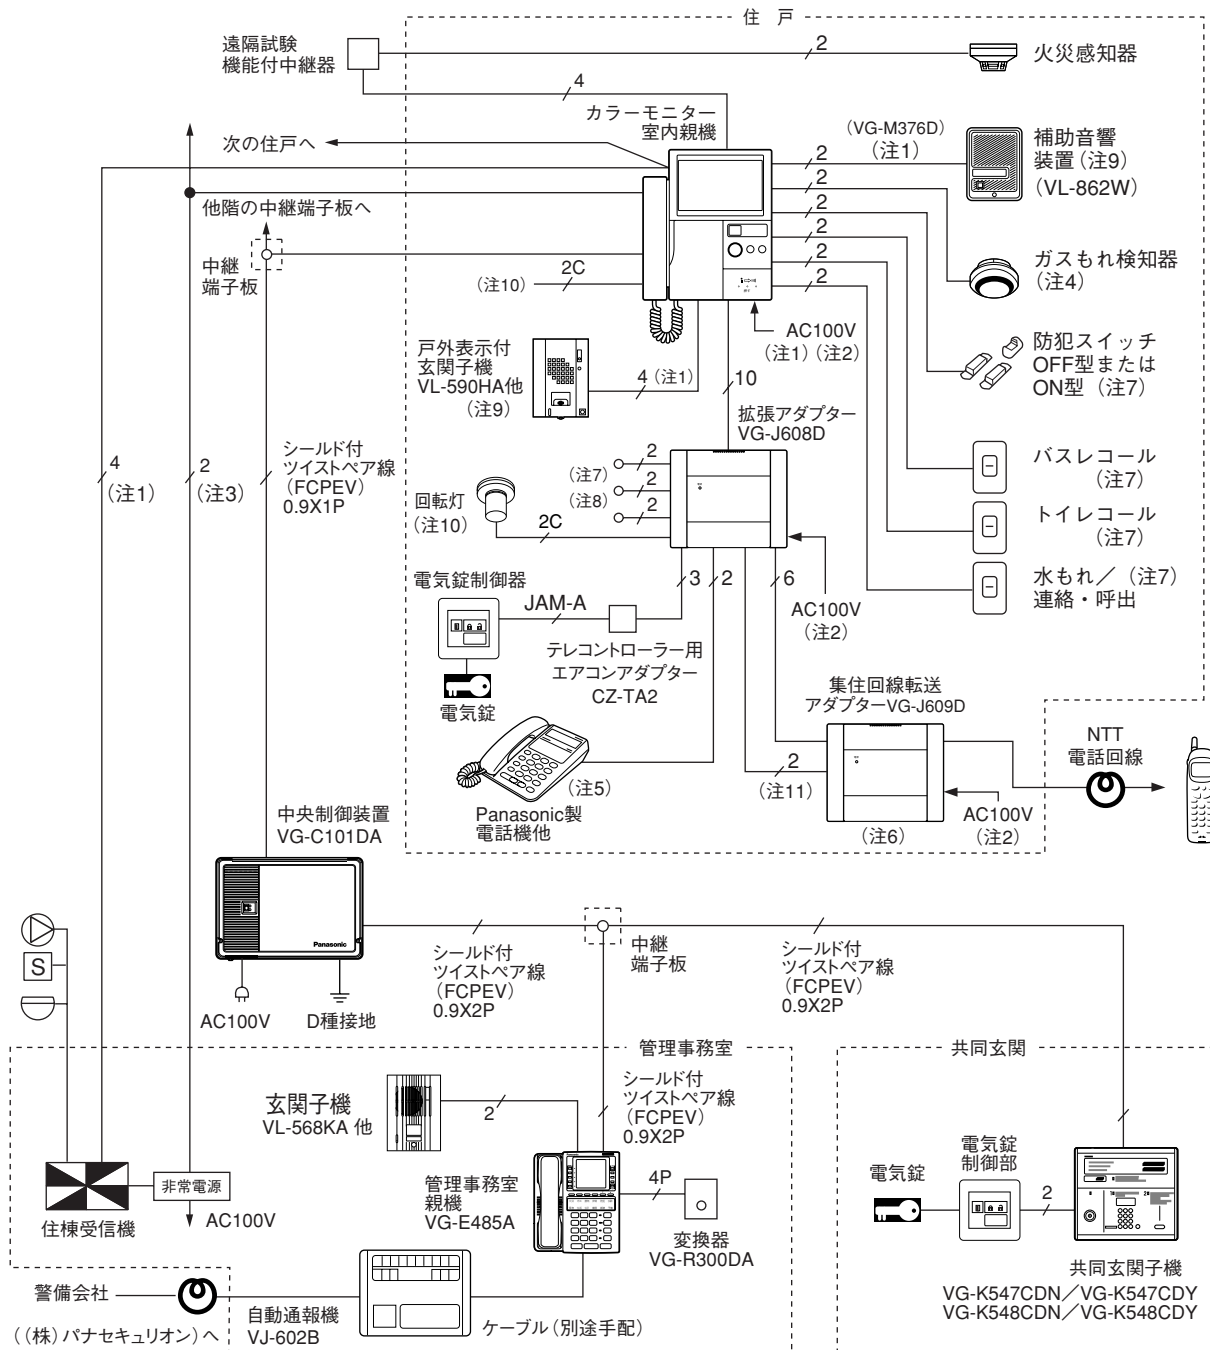 住 戸
遠隔試験
機能付中継器
2
火災感知器
4
カラーモニター
室内親機
次の住戸へ
(VG-M376D)
(注1)
2
補助音響
装置(注9)
(VL-862W)
2
2
他階の中継端子板へ
2
2
2
ガスもれ検知器
(注4)
中継
端子板
(注10)
2C
AC100V
(注1)(注2)
防犯スイッチ
OFF型または
ON型 (注7)
戸外表示付
玄関子機
VL-590HA他
(注9)
4 (注1)
10
拡張アダプター
VG-J608D
シールド付
ツイストペア線
(FCPEV)
0.9X1P
4
(注1)
2
(注3)
(注7)
(注8)
2
2
2
回転灯
(注10)
2C
バスレコール
(注7)
トイレコール
(注7)
水もれ/ (注7)
連絡・呼出
電気錠制御器
JAM-A
3
2
6
AC100V
(注2)
テレコントローラー用
エアコンアダプター
CZ-TA2
電気錠
集住回線転送
アダプターVG-J609D
NTT
電話回線
2
(注11)
(注5)
Panasonic製
電話機他
(注6)
AC100V
(注2)
中央制御装置
VG-C101DA
Panasonic
S
AC100V
D種接地
シールド付
ツイストペア線
(FCPEV)
0.9X2P
中継
端子板
シールド付
ツイストペア線
(FCPEV)
0.9X2P
管理事務室
共同玄関
玄関子機
VL-568KA 他
2
シールド付
ツイストペア線
(FCPEV)
0.9X2P
管理事務室
親機
VG-E485A
4P
変換器
VG-R300DA
電気錠
電気錠
制御部
2
共同玄関子機
VG-K547CDN/VG-K547CDY
VG-K548CDN/VG-K548CDY
住棟受信機
非常電源
AC100V
警備会社
((株)パナセキュリオン)へ
自動通報機
VJ-602B
ケーブル(別途手配)